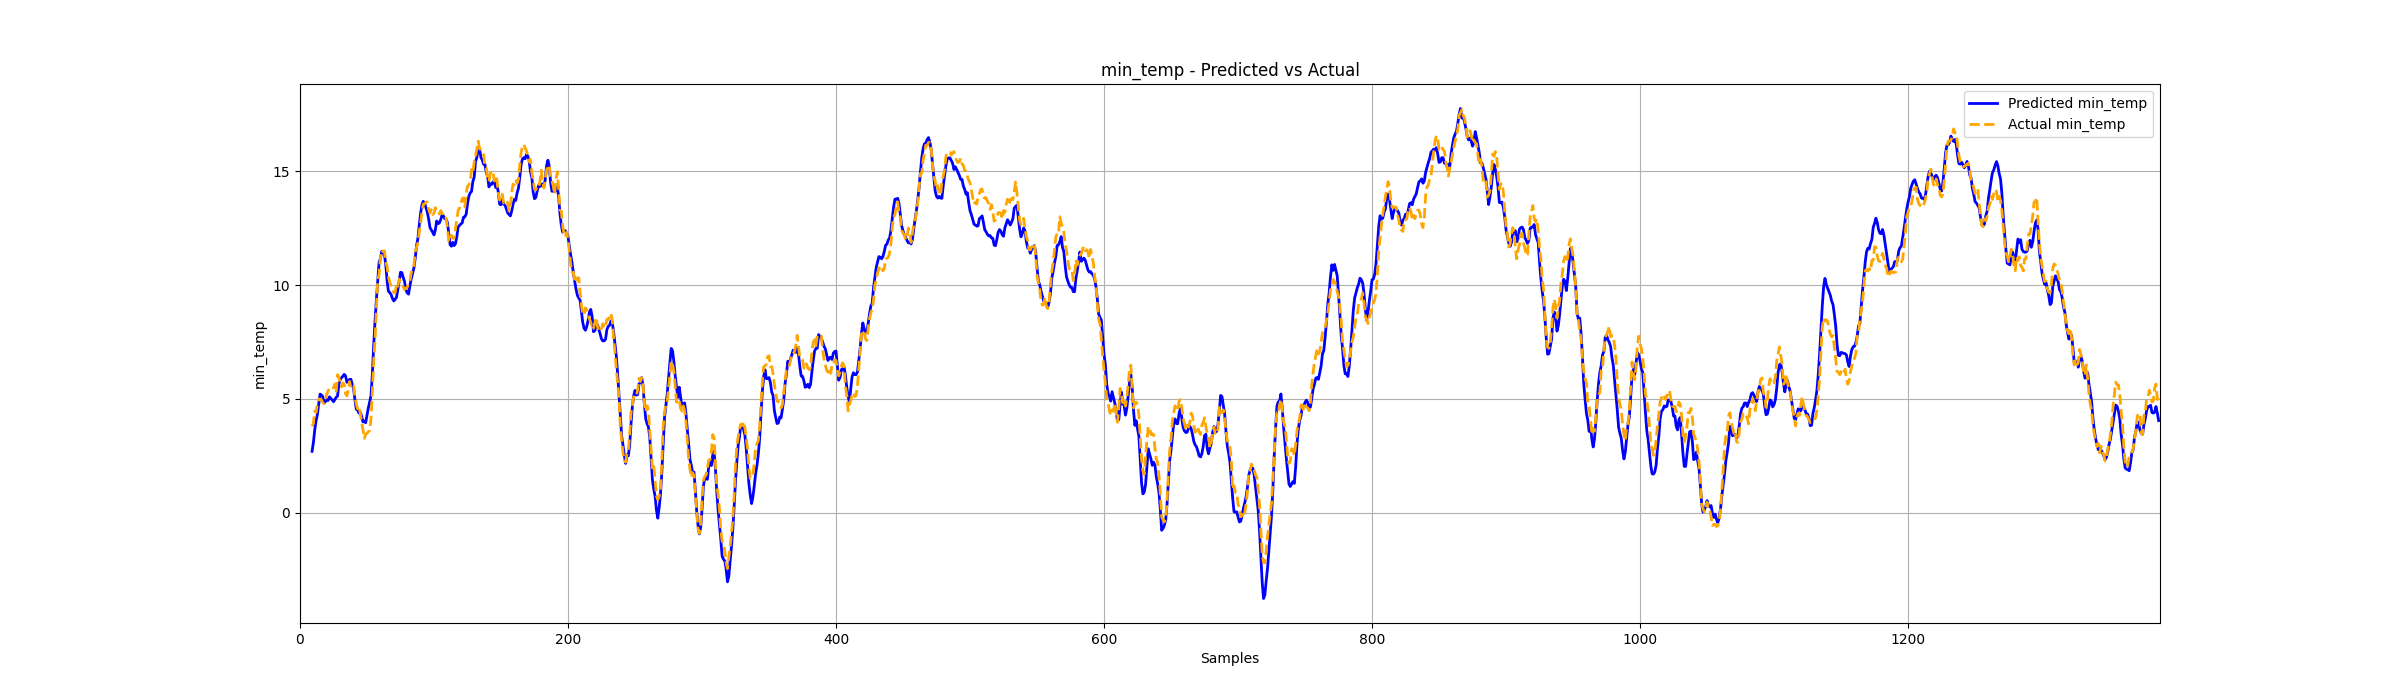 min_temp - Predicted vs Actual
Predicted min_temp
Actual min_temp
min_temp
15
10
5
0
0 200 400 600 800 1000 1200
Samples